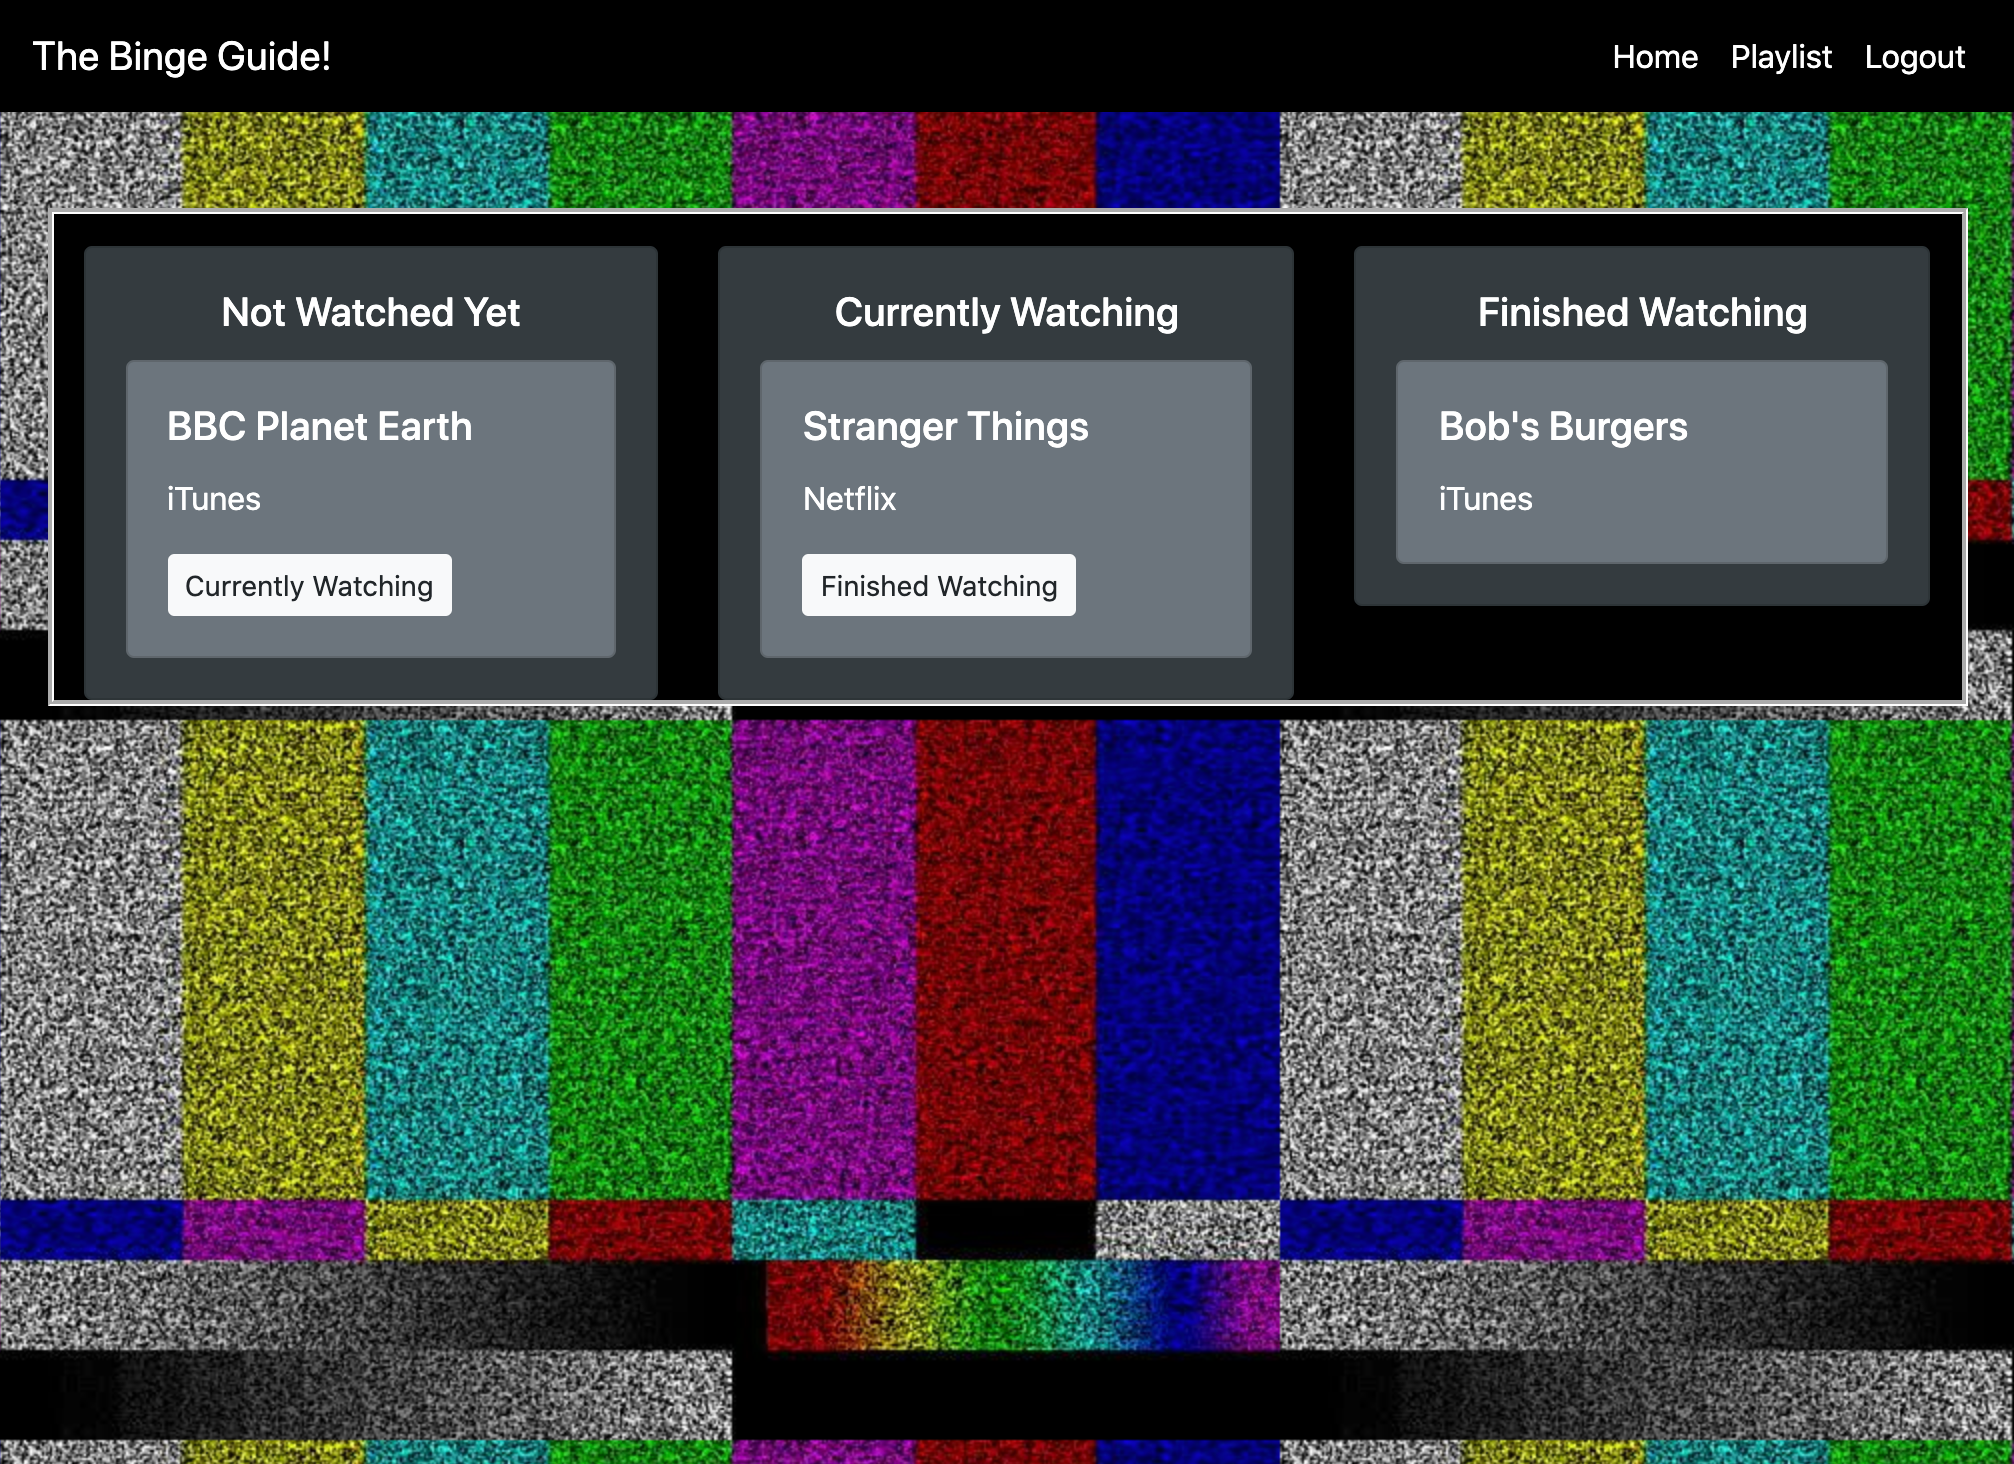 The Binge Guide!
Home Playlist Logout
Not Watched Yet
BBC Planet Earth
iTunes
Currently Watching
Currently Watching
Stranger Things
Netflix
Finished Watching
Finished Watching
Bob's Burgers
iTunes